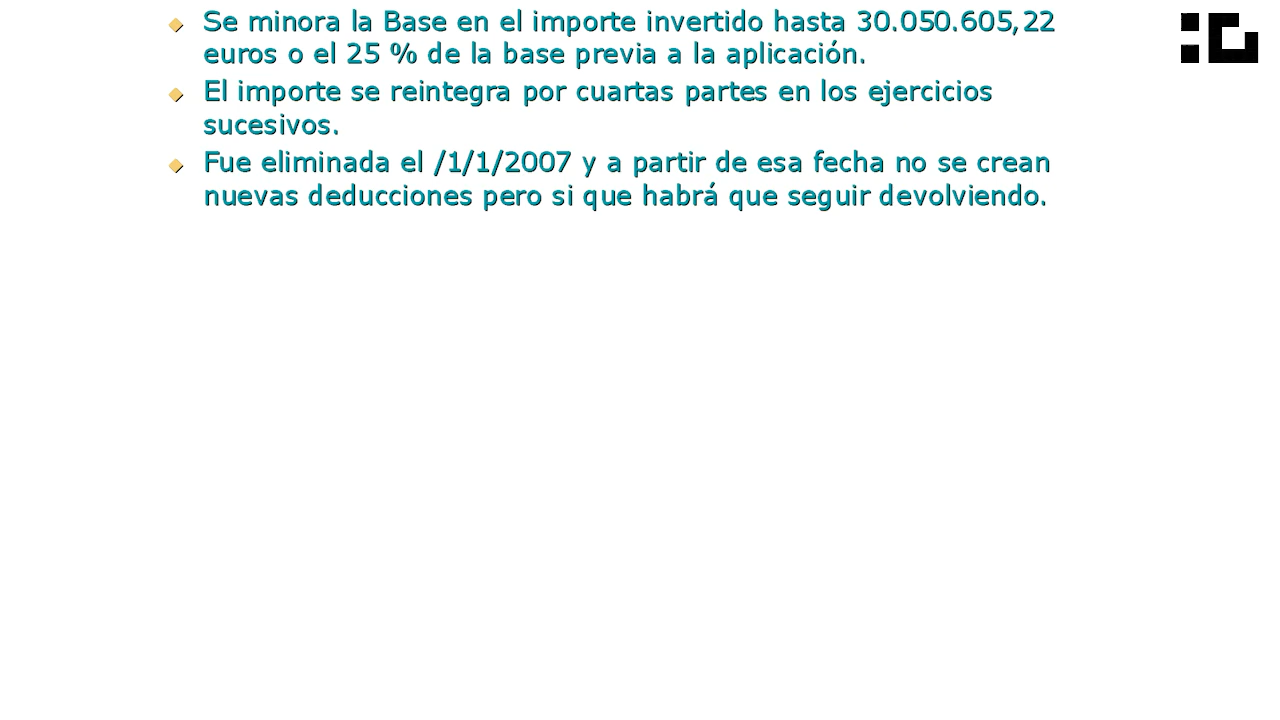 Se minora la Base en el importe invertido hasta 30.050.605,22
euros o el 25 % de la base previa a la aplicación.
El importe se reintegra por cuartas partes en los ejercicios
sucesivos.
Fue eliminada el /1/1/2007 y a partir de esa fecha no se crean
nuevas deducciones pero si que habrá que seguir devolviendo.